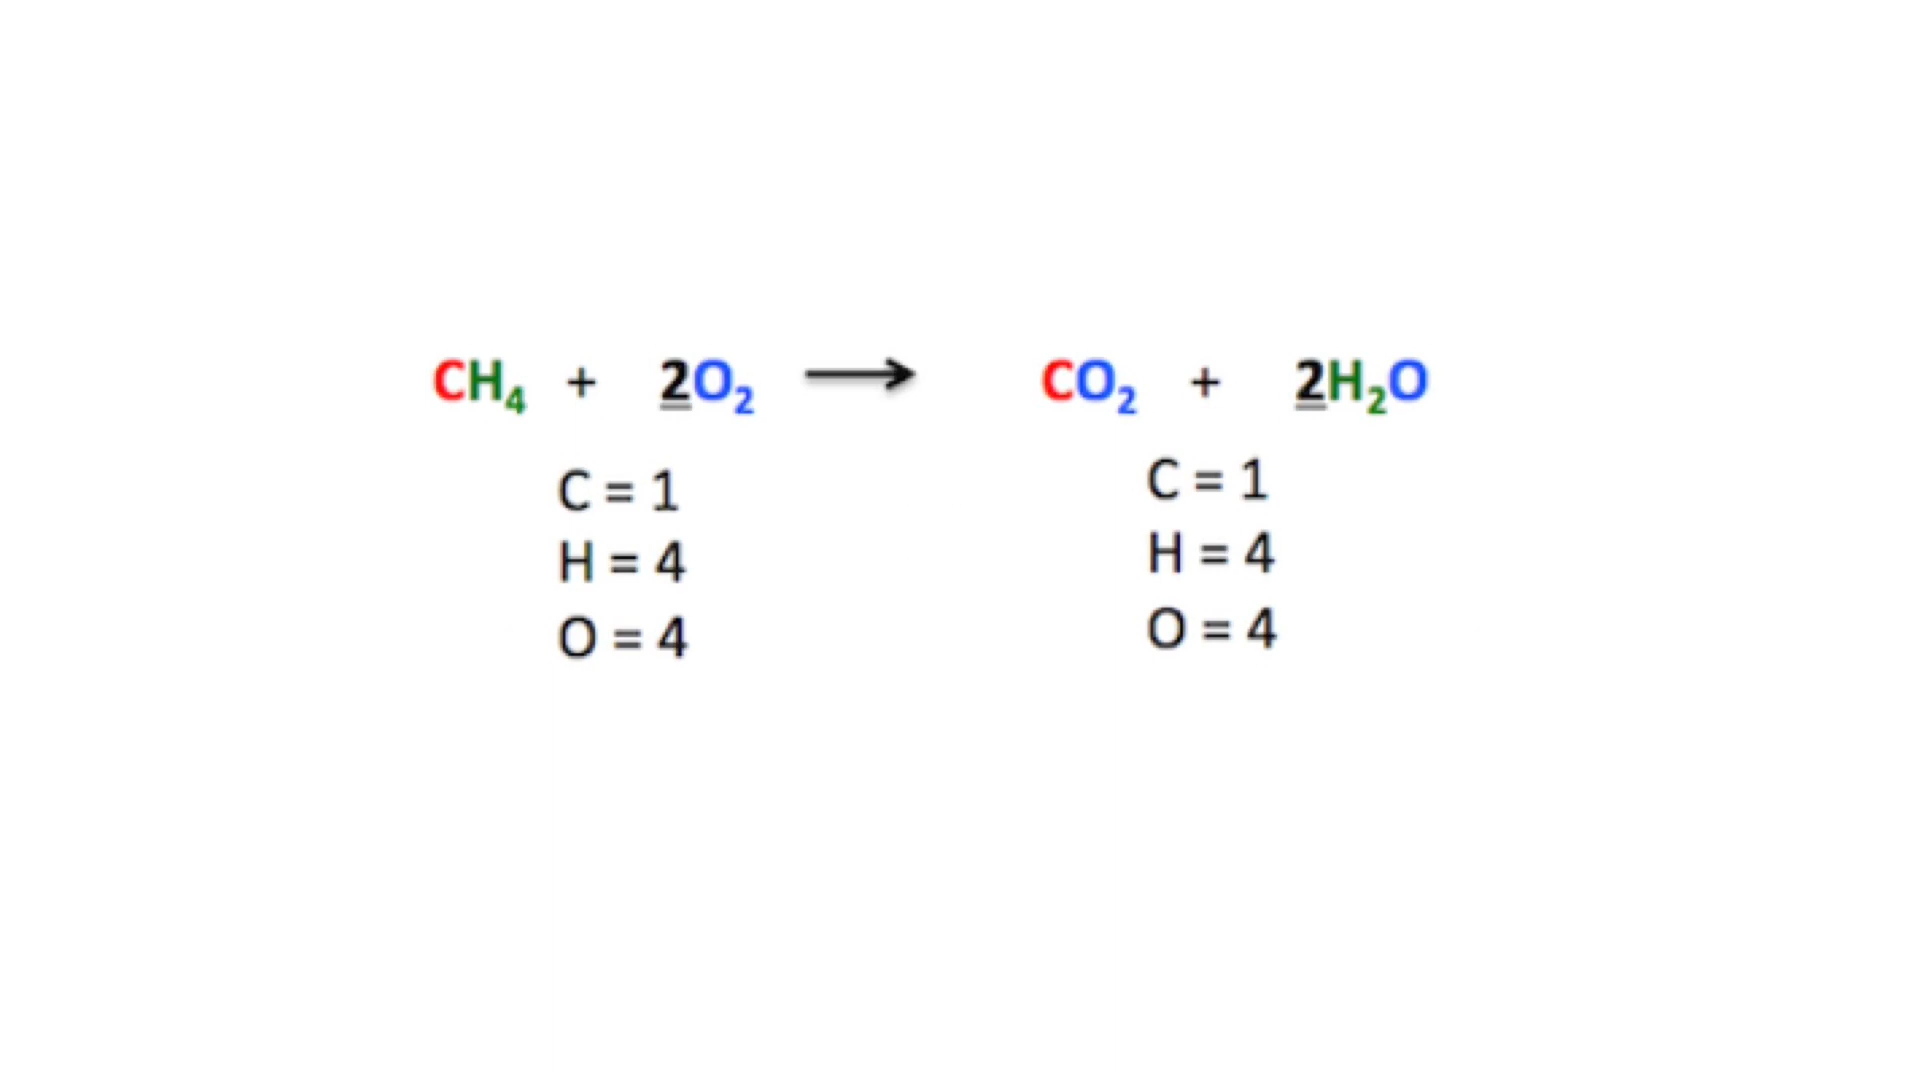 CH₄ + 2O₂ → CO₂ + 2H₂O
C = 1 C = 1
H = 4 H = 4
O = 4 O = 4